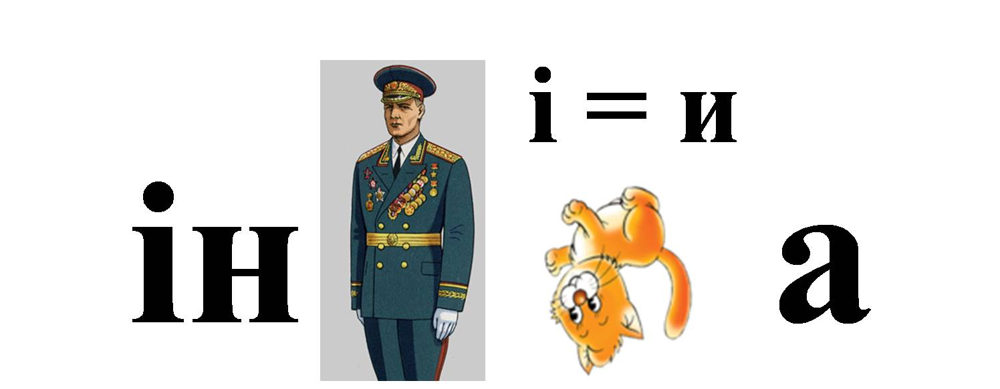 і = и
ін а